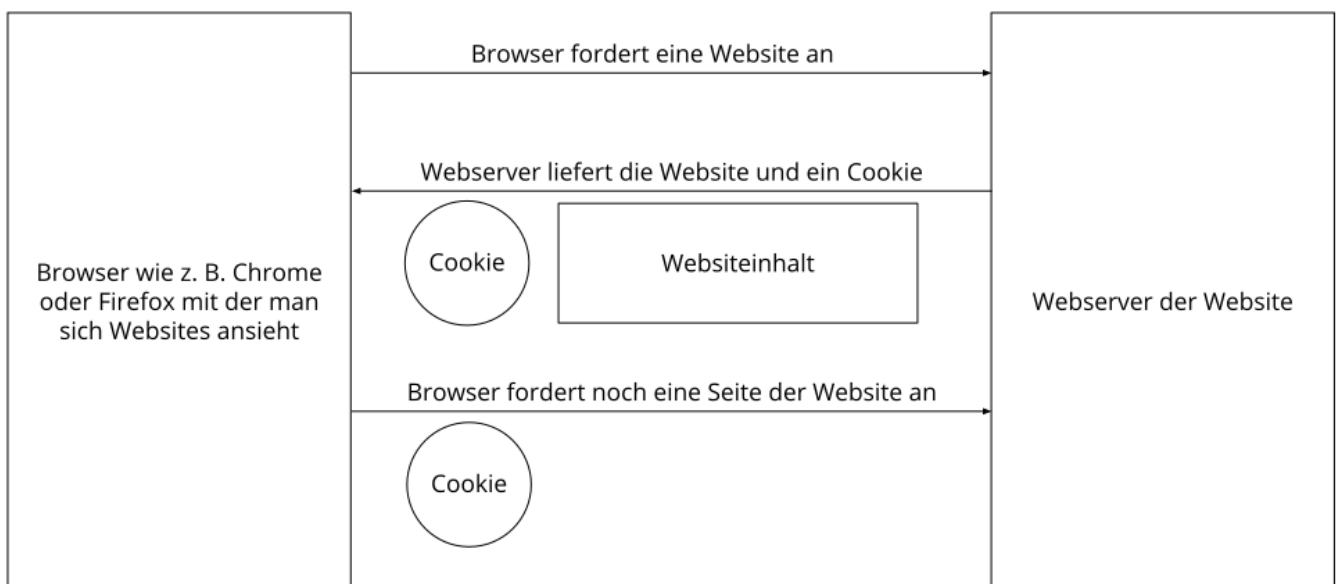 Browser fordert eine Website an
Webserver liefert die Website und ein Cookie
Cookie
Websiteinhalt
Browser wie z. B. Chrome
oder Firefox mit der man
sich Websites ansieht
Webserver der Website
Browser fordert noch eine Seite der Website an
Cookie